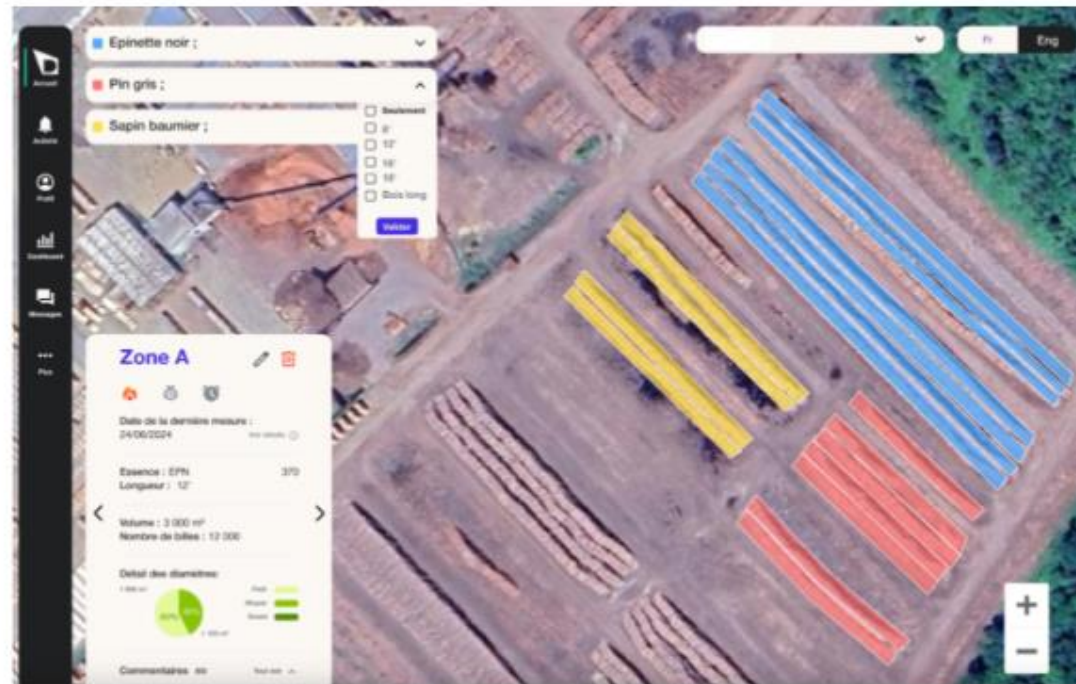 Accueil
Profil
Dashboard
Messages
Plus
Epinette noir ;
Pin gris ;
Sapin baumier ;
Seulement
8'
12'
16'
Bois long
Valider
Fr
Eng
Zone A
Date de la dernière mesure :
24/06/2024
Essence : EPN
370
Longueur : 12'
Volume : 3 000 m³
Nombre de billes : 12 000
Détail des diamètres
Petit
Moyen
Commentaires
+
−